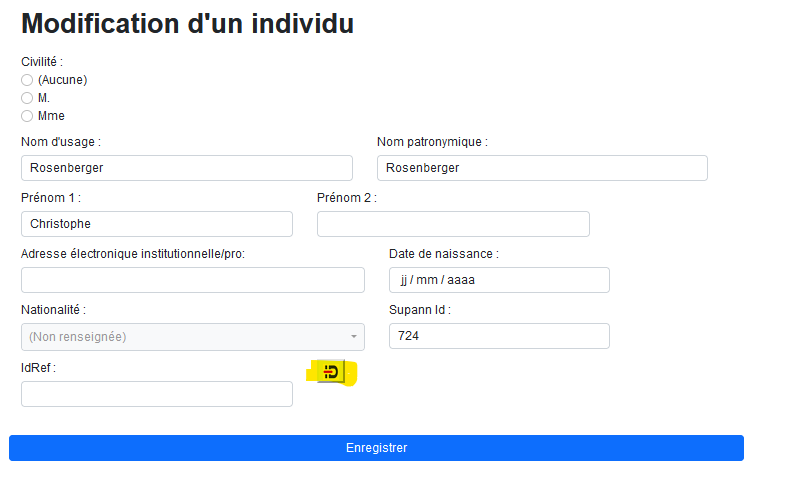 Modification d'un individu
Civilité :
(Aucune)
M.
Mme
Nom d'usage :
Nom patronymique :
Rosenberger
Rosenberger
Prénom 1 :
Prénom 2 :
Christophe
Adresse électronique institutionnelle/pro:
Date de naissance :
jj / mm / aaaa
Nationalité :
Supann Id :
(Non renseignée)
724
IdRef :
Enregistrer